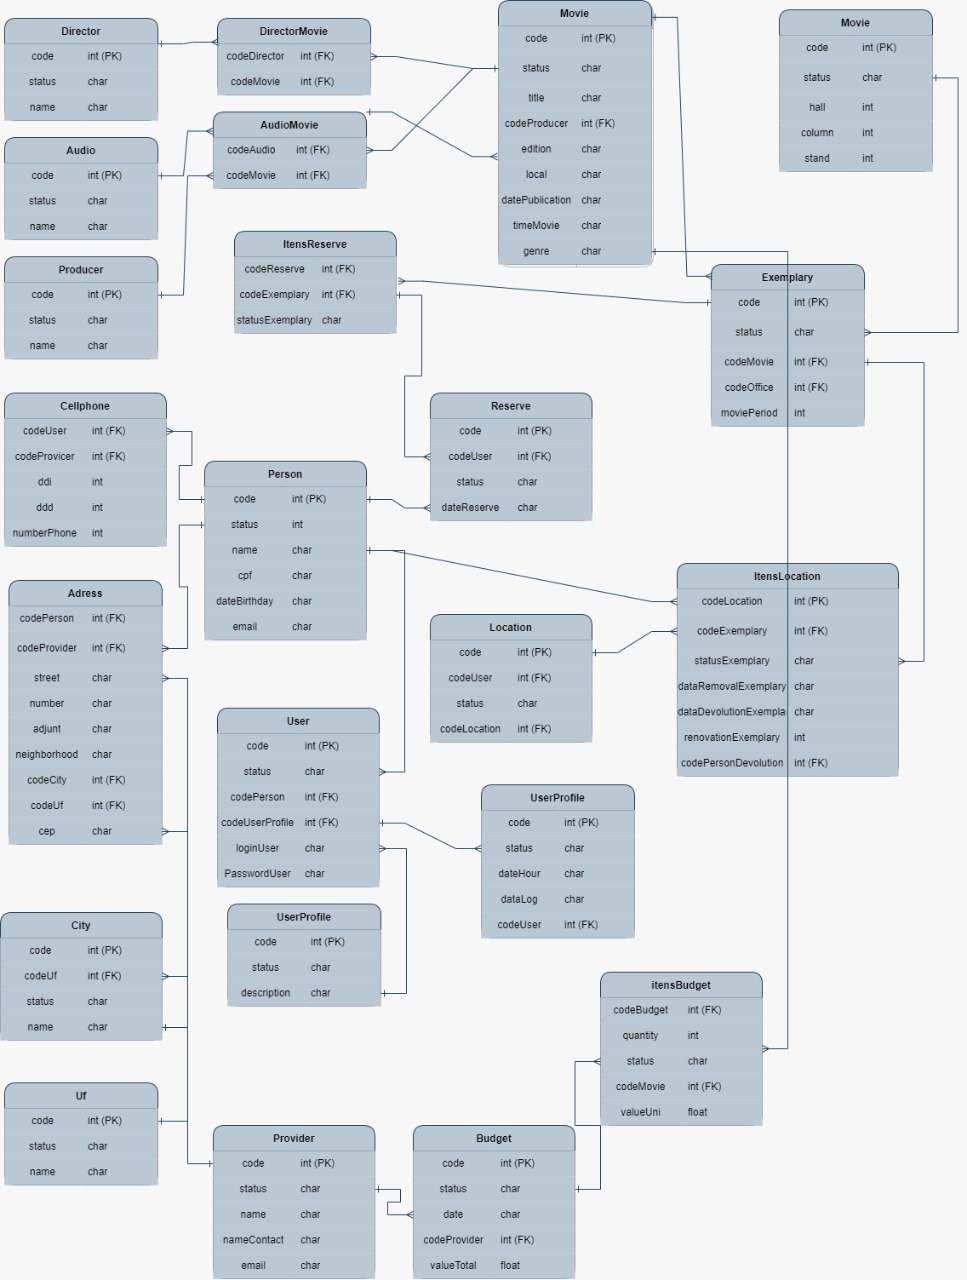 Director
code int (PK)
status char
name char
DirectorMovie
codeDirector int (FK)
codeMovie int (FK)
Movie
code int (PK)
status char
title char
codeProducer int (FK)
edition char
local char
datePublication char
timeMovie char
genre char
Movie
code int (PK)
status char
hall int
column int
stand int
AudioMovie
codeAudio int (FK)
codeMovie int (FK)
Audio
code int (PK)
status char
name char
Producer
code int (PK)
status char
name char
ItensReserve
codeReserve int (FK)
codeExemplary int (FK)
statusExemplary char
Exemplary
code int (PK)
status char
codeMovie int (FK)
codeOffice int (FK)
moviePeriod int
Cellphone
codeUser int (FK)
codeProvicer int (FK)
ddi int
ddd int
numberPhone int
Reserve
code int (PK)
codeUser int (FK)
status char
dateReserve char
Person
code int (PK)
status int
name char
cpf char
dateBirthday char
email char
Adress
codePerson int (FK)
codeProvider int (FK)
street char
number char
adjunt char
neighborhood char
codeCity int (FK)
codeUf int (FK)
cep char
ItensLocation
codeLocation int (PK)
codeExemplary int (FK)
statusExemplary char
dataRemovalExemplary char
dataDevolutionExempla char
renovationExemplary int
codePersonDevolution int (FK)
Location
code int (PK)
codeUser int (FK)
status char
codeLocation int (FK)
User
code int (PK)
status char
codePerson int (FK)
codeUserProfile int (FK)
loginUser char
PasswordUser char
UserProfile
code int (PK)
status char
dateHour char
dataLog char
codeUser int (FK)
UserProfile
code int (PK)
status char
description char
City
code int (PK)
codeUf int (FK)
status char
name char
itensBudget
codeBudget int (FK)
quantity int
status char
codeMovie int (FK)
valueUni float
Uf
code int (PK)
status char
name char
Provider
code int (PK)
status char
name char
nameContact char
email char
Budget
code int (PK)
status char
date char
codeProvider int (FK)
valueTotal float